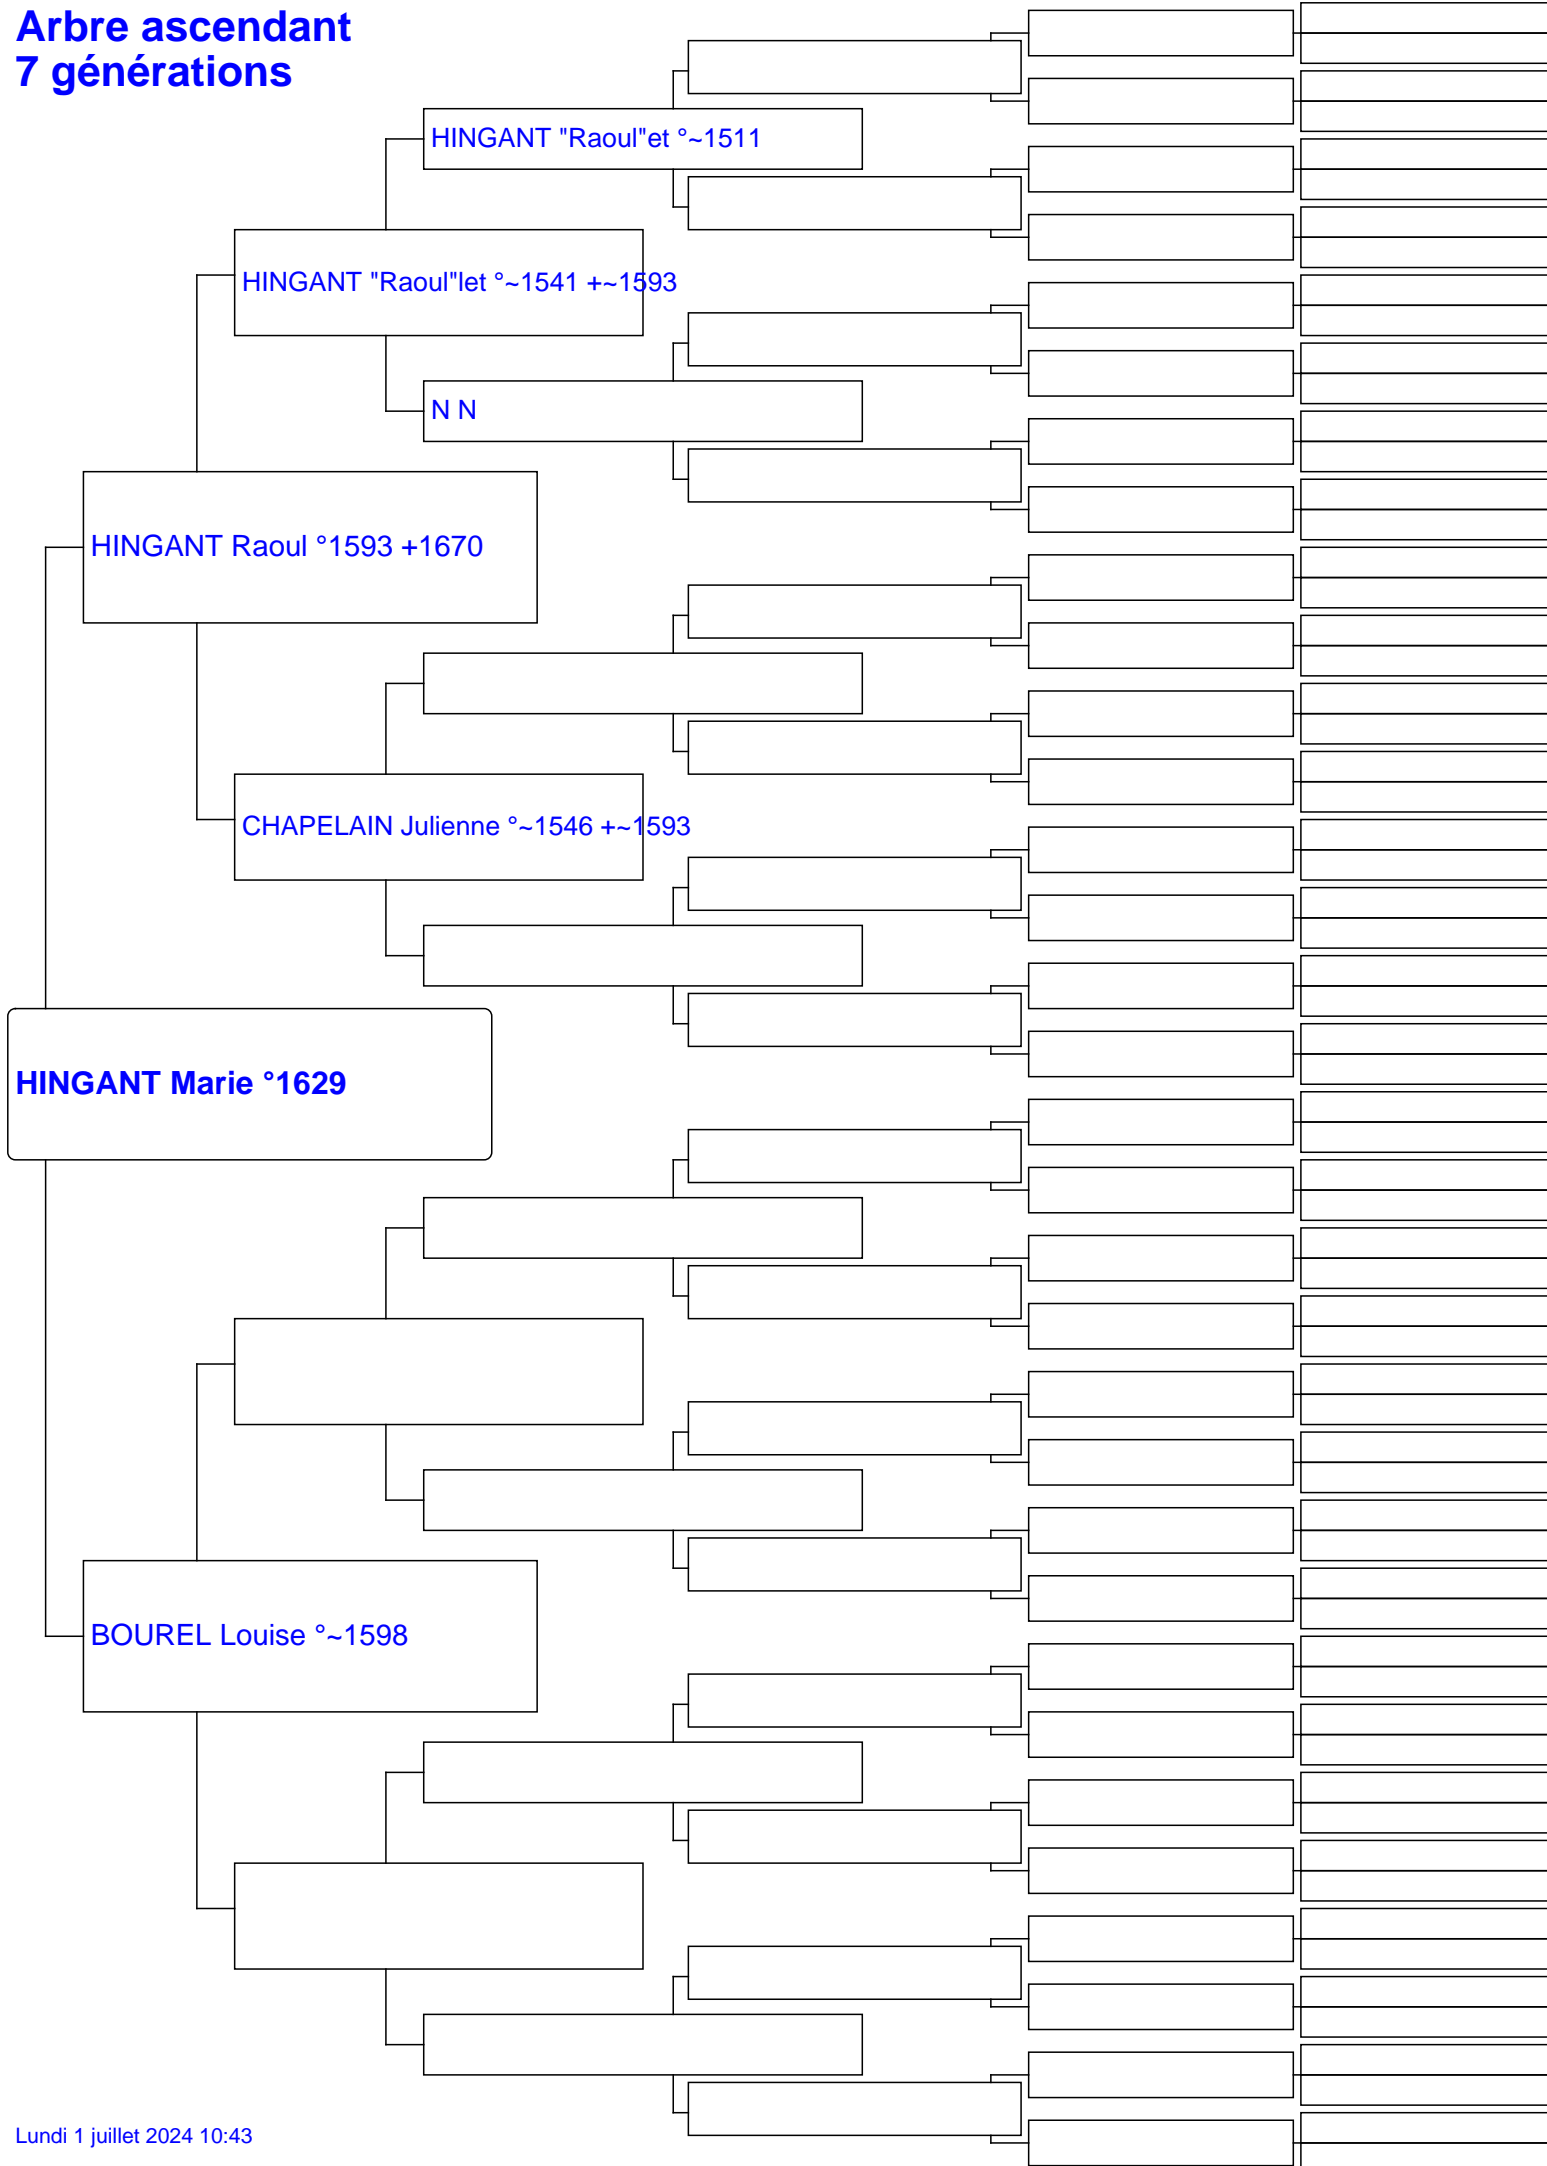 Arbre ascendant
7 générations
HINGANT "Raoul"et °~1511
HINGANT "Raoul"let °~1541 +~1593
N N
HINGANT Raoul °1593 +1670
CHAPELAIN Julienne °~1546 +~1593
HINGANT Marie °1629
BOUREL Louise °~1598
Lundi 1 juillet 2024 10:43